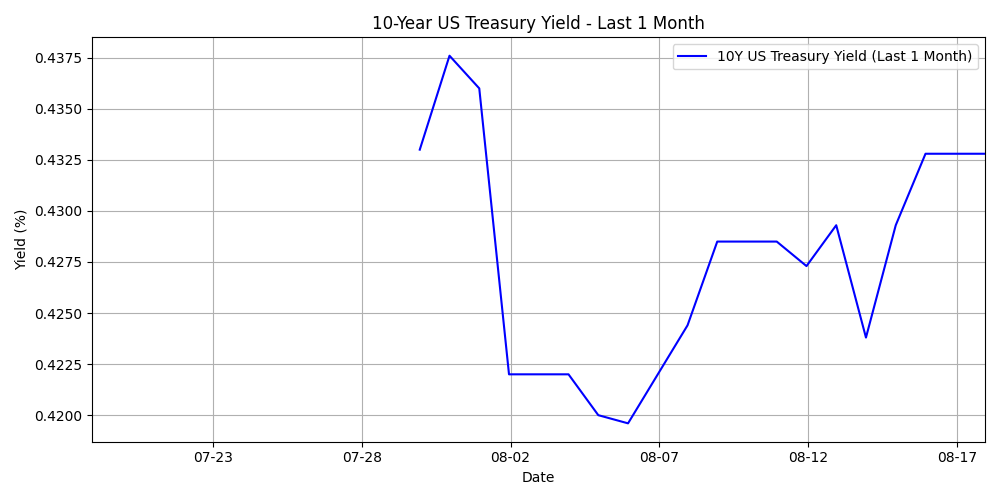 10-Year US Treasury Yield - Last 1 Month
10Y US Treasury Yield (Last 1 Month)
Yield (%)
0.4375
0.4350
0.4325
0.4300
0.4275
0.4250
0.4225
0.4200
07-23 07-28 08-02 08-07 08-12 08-17
Date